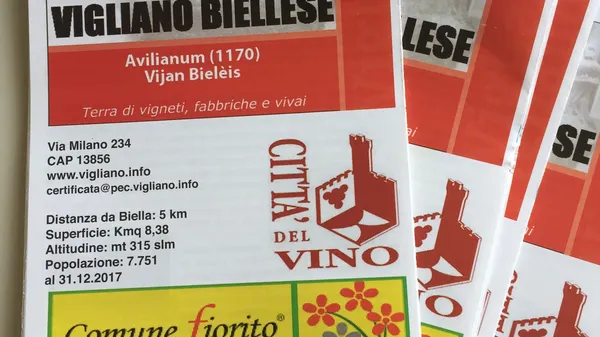 VIGLIANO BIELLESE
Avilianum (1170)
Vijan Bielèis
Terra di vigneti, fabbriche e vivai
Via Milano 234
CAP 13856
www.vigliano.info
certificata@pec.vigliano.info
Distanza da Biella: 5 km
Superficie: Kmq 8,38
Altitudine: mt 315 slm
Popolazione: 7.751
al 31.12.2017
CITTA'
DEL
VINO
Comune fiorito®
LLESE
vai
ESE